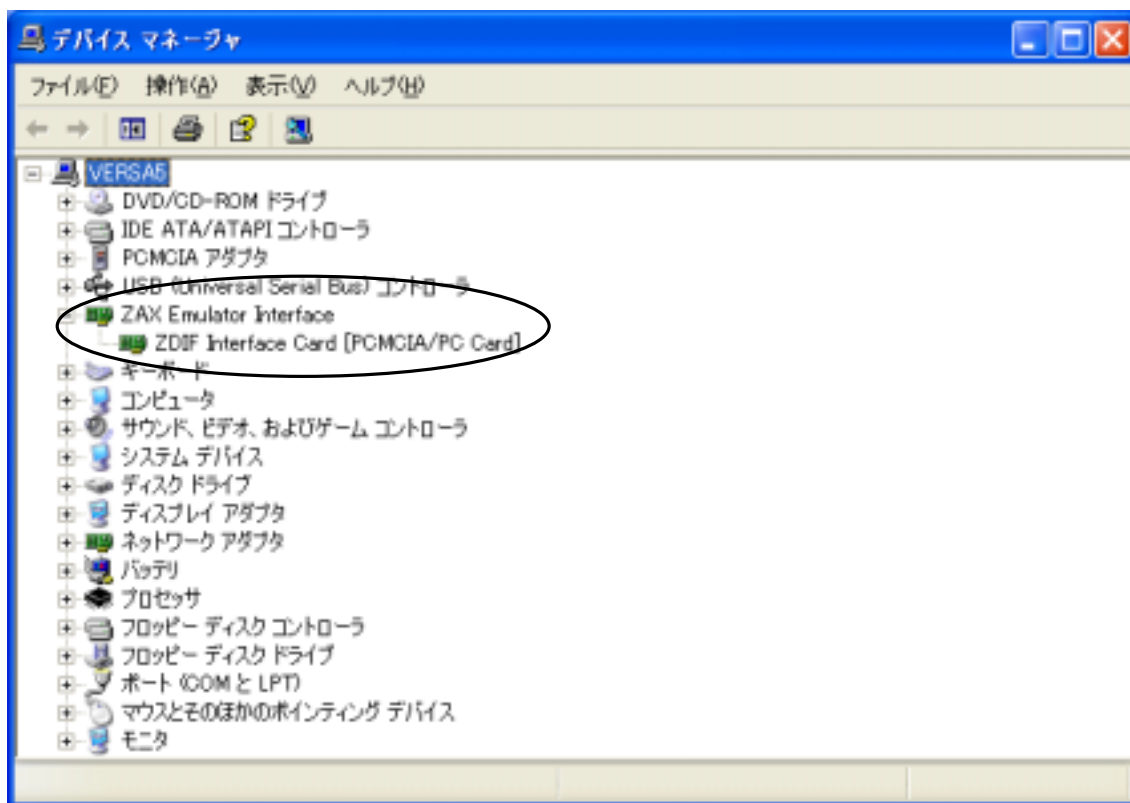 デバイス マネージャ
ファイル(F) 操作(A) 表示(V) ヘルプ(H)
VERSA5
DVD/CD-ROM ドライブ
IDE ATA/ATAPI コントローラ
PCMCIA アダプタ
USB (Universal Serial Bus) コントローラ
ZAX Emulator Interface
ZDIF Interface Card [PCMCIA/PC Card]
キーボード
コンピュータ
サウンド、ビデオ、およびゲーム コントローラ
システム デバイス
ディスク ドライブ
ディスプレイ アダプタ
ネットワーク アダプタ
バッテリ
プロセッサ
フロッピー ディスク コントローラ
フロッピー ディスク ドライブ
ポート (COM と LPT)
マウスとそのほかのポインティング デバイス
モニタ